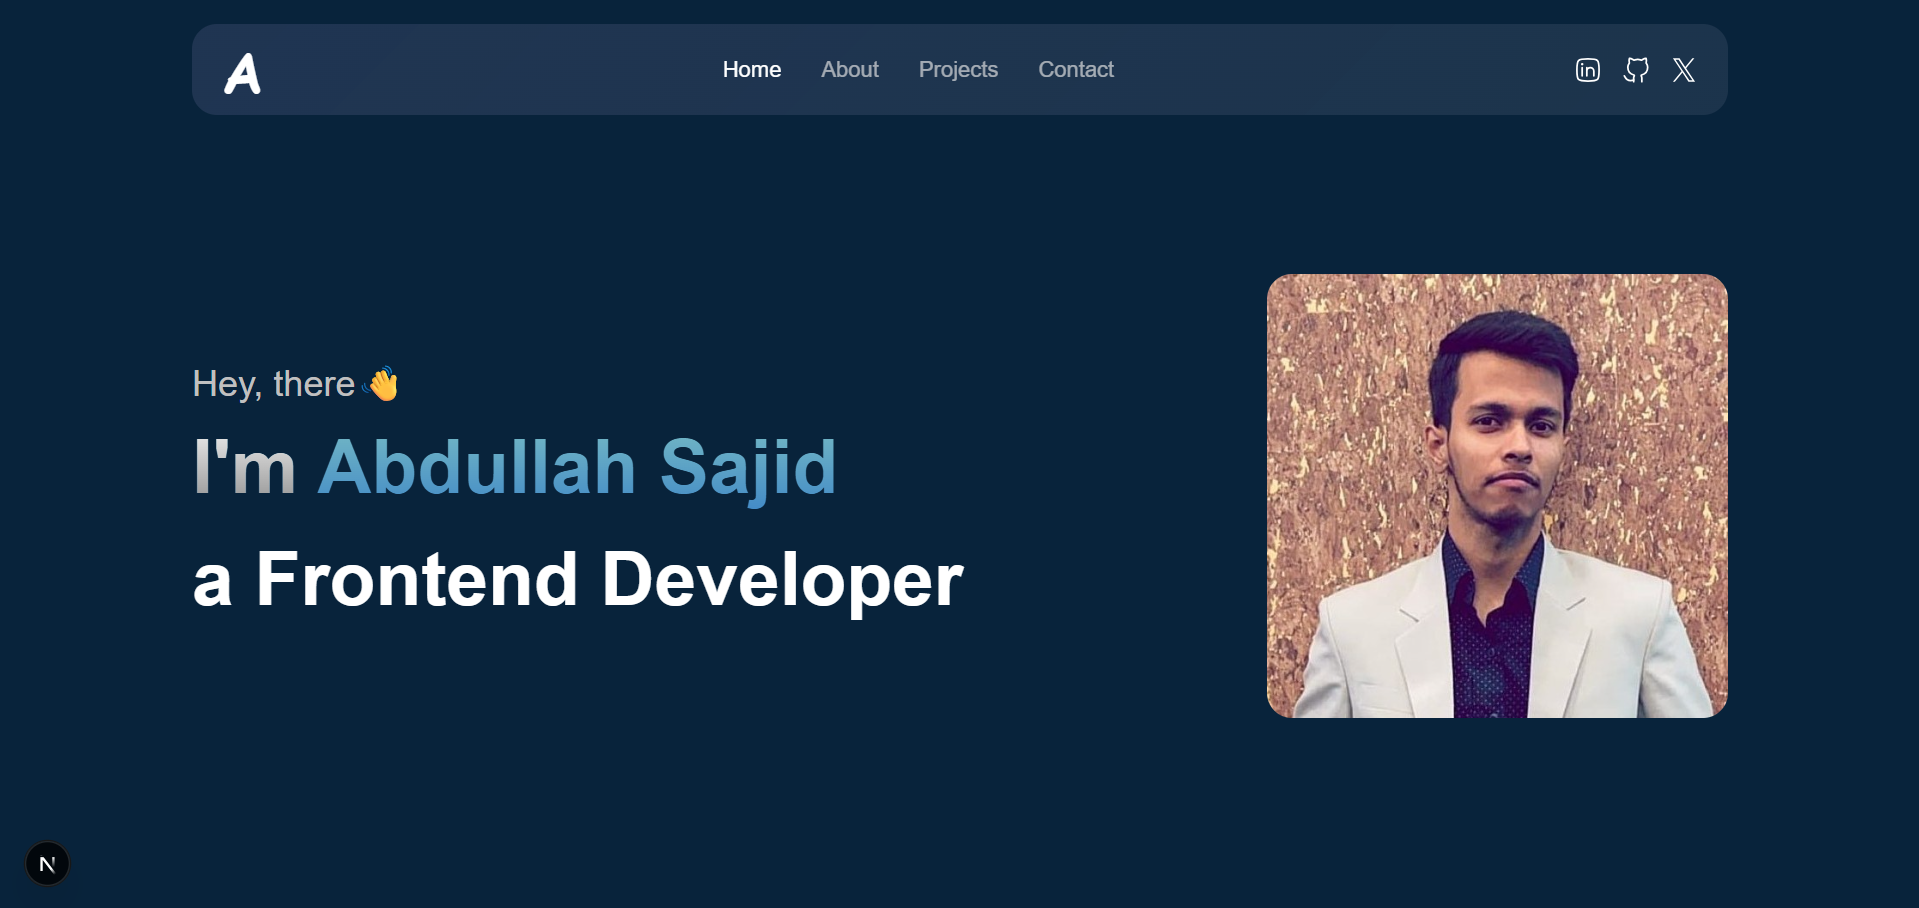 A
Home About Projects Contact
in
Hey, there 👋
I'm Abdullah Sajid
a Frontend Developer
N